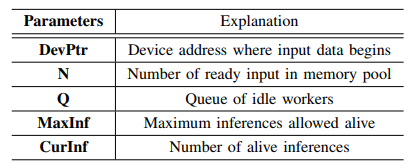 Parameters Explanation
DevPtr Device address where input data begins
N Number of ready input in memory pool
Q Queue of idle workers
MaxInf Maximum inferences allowed alive
CurInf Number of alive inferences